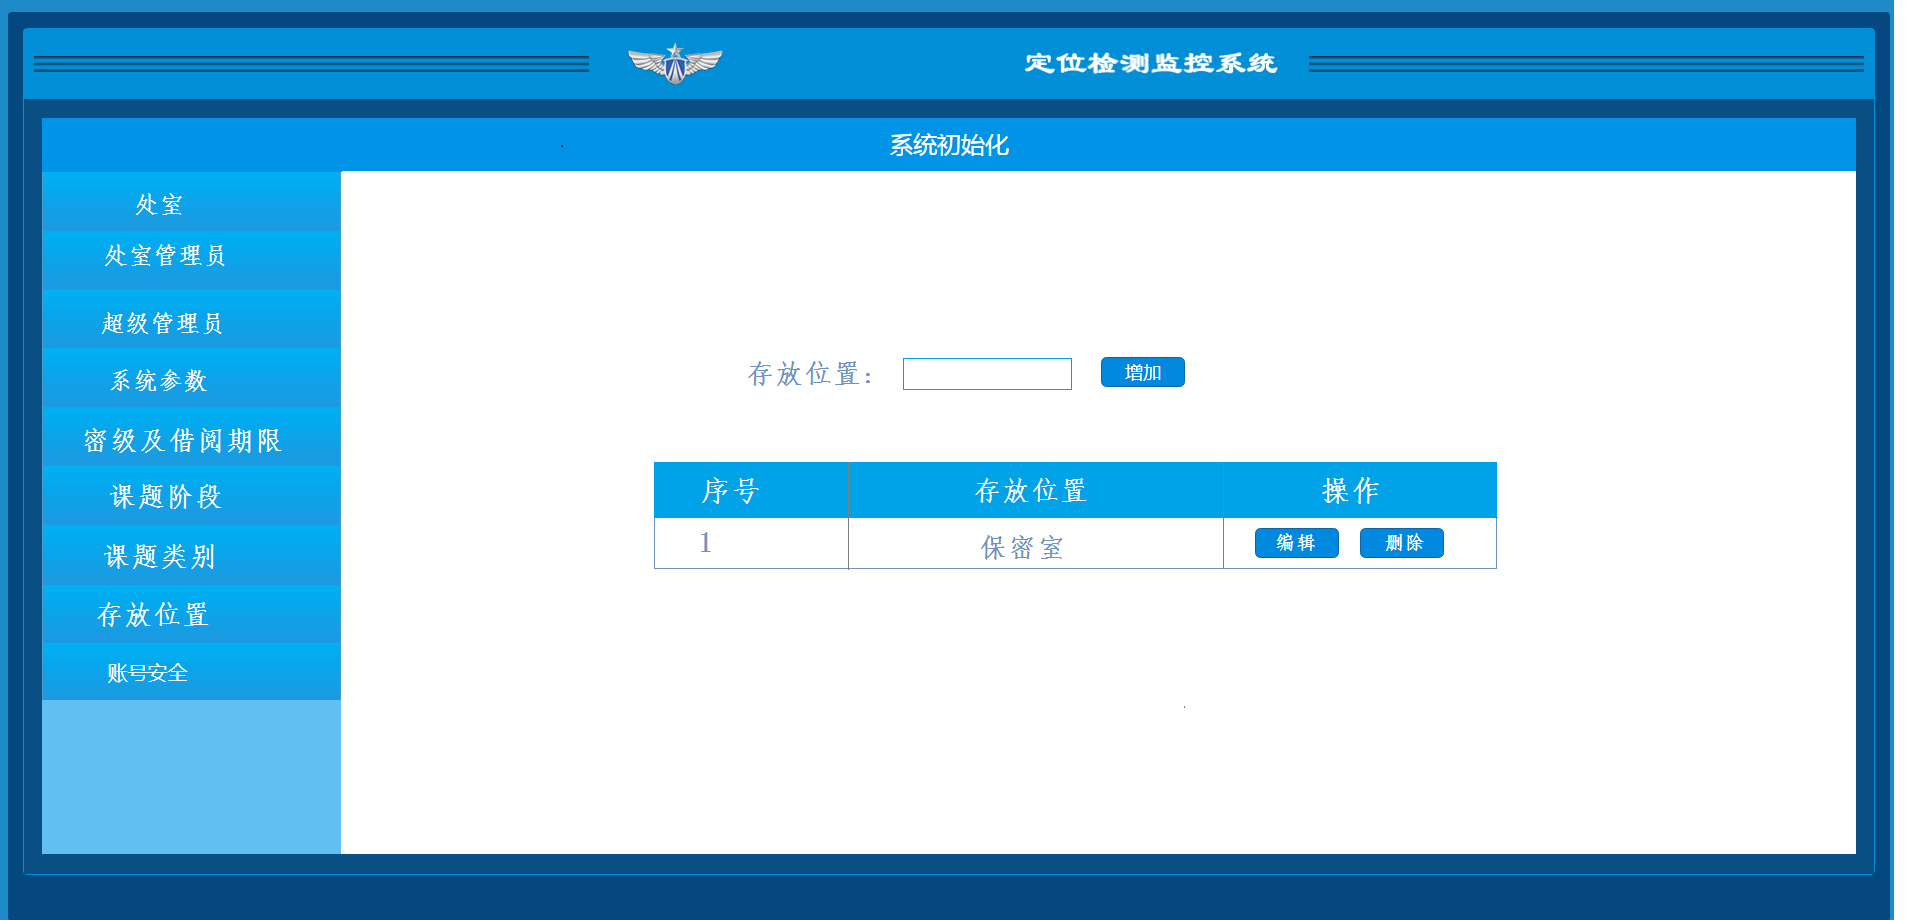 定位检测监控系统
系统初始化
处室
处室管理员
超级管理员
系统参数
密级及借阅期限
课题阶段
课题类别
存放位置
账号安全
存放位置： 增加
序号 存放位置 操作
1 保密室 编辑 删除